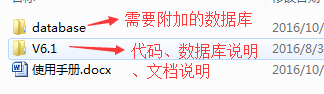 database
需要附加的数据库
2016/10/
V6.1
代码、数据库说明
2016/8/3
、文档说明
使用手册.docx
2016/10/